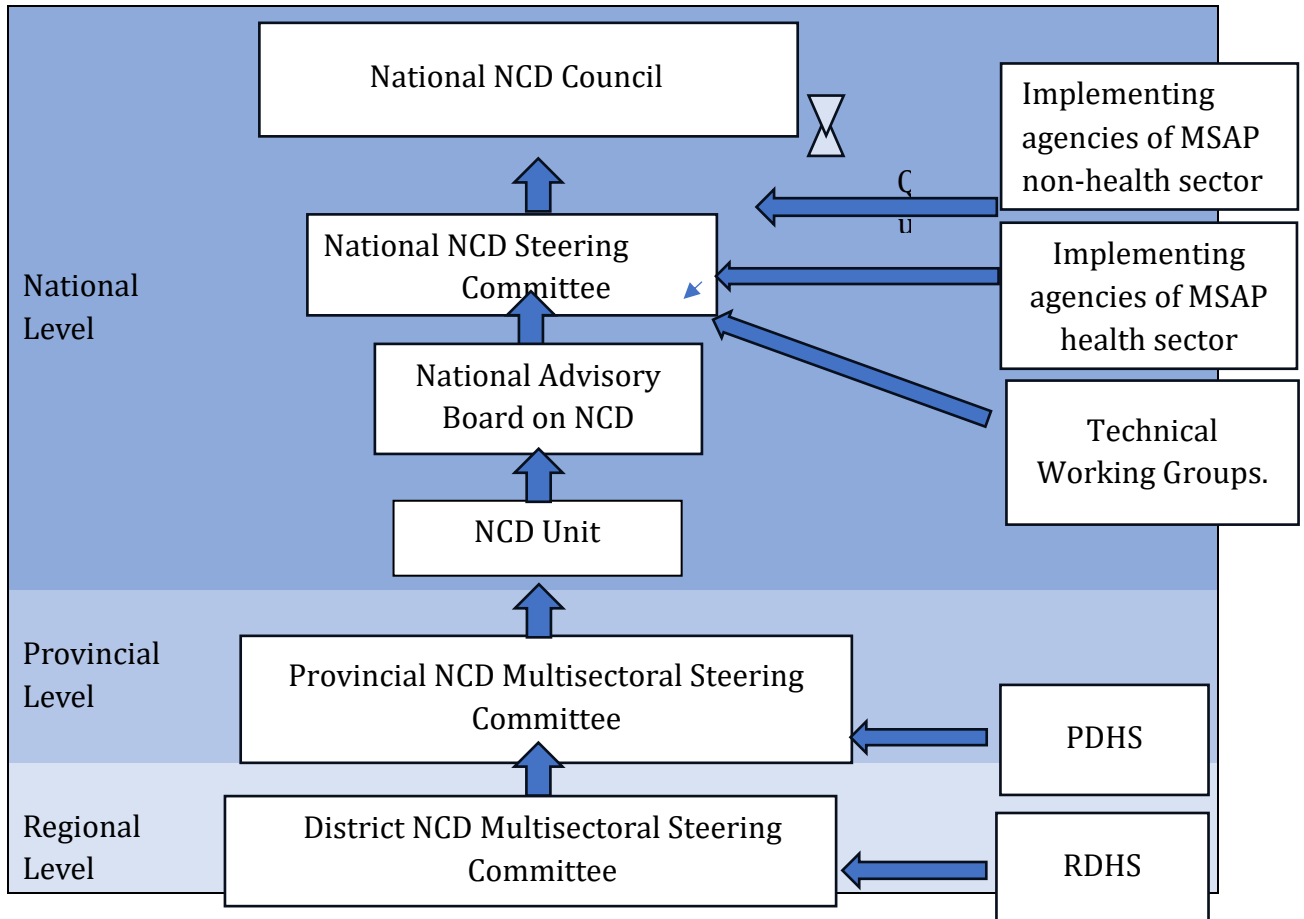 National NCD Council
Implementing
agencies of MSAP
non-health sector
Q
u
National NCD Steering
Committee
Implementing
agencies of MSAP
health sector
National
Level
National Advisory
Board on NCD
Technical
Working Groups.
NCD Unit
Provincial
Level
Provincial NCD Multisectoral Steering
Committee
PDHS
Regional
Level
District NCD Multisectoral Steering
Committee
RDHS